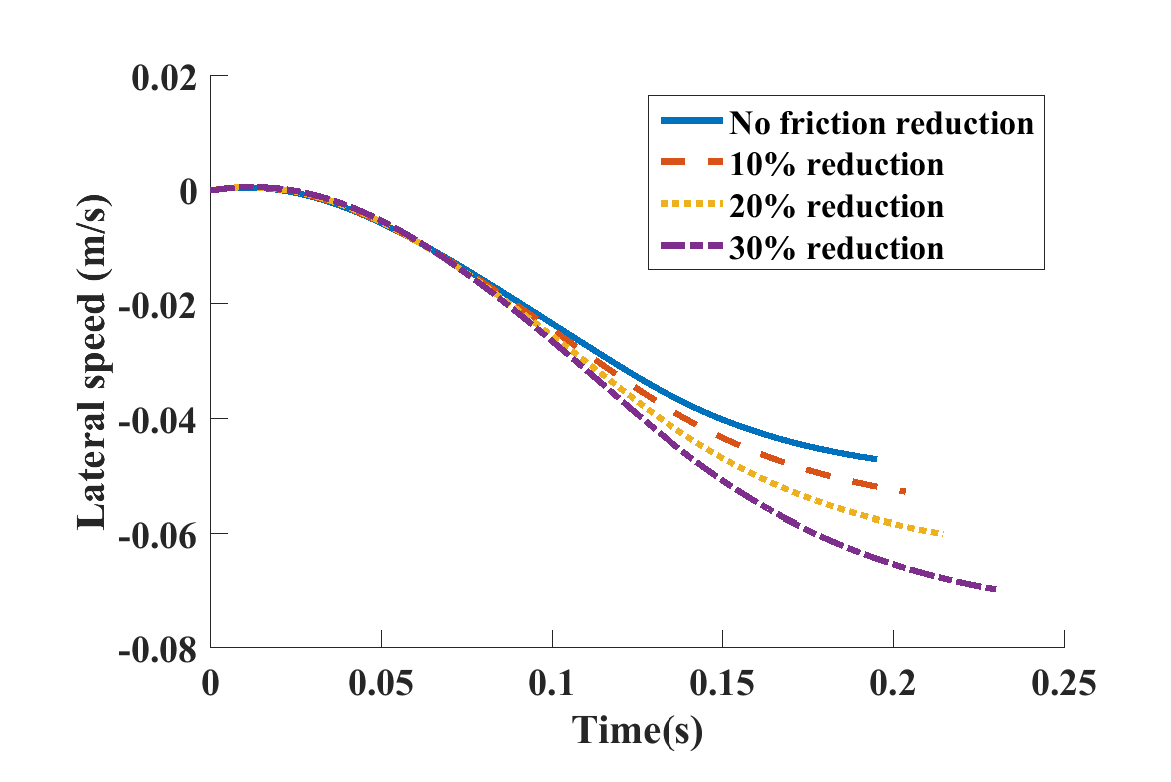 0.02
0
-0.02
-0.04
-0.06
-0.08
Lateral speed (m/s)
No friction reduction
10% reduction
20% reduction
30% reduction
0 0.05 0.1 0.15 0.2 0.25
Time(s)